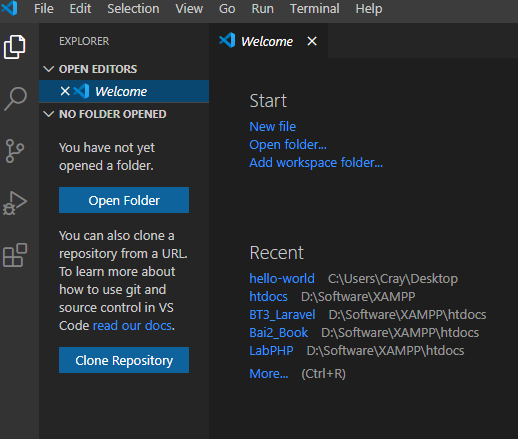 File Edit Selection View Go Run Terminal Help
EXPLORER
OPEN EDITORS
Welcome
NO FOLDER OPENED
You have not yet
opened a folder.
Open Folder
You can also clone a
repository from a URL.
To learn more about
how to use git and
source control in VS
Code read our docs.
Clone Repository
Welcome
Start
New file
Open folder...
Add workspace folder...
Recent
hello-world C:\Users\Cray\Desktop
htdocs D:\Software\XAMPP
BT3_Laravel D:\Software\XAMPP\htdocs
Bai2_Book D:\Software\XAMPP\htdocs
LabPHP D:\Software\XAMPP\htdocs
More... (Ctrl+R)